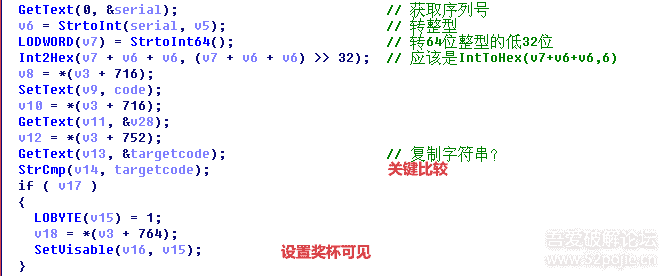 GetText(0, &serial); // 获取序列号
v6 = StrtoInt(serial, v5); // 转整型
LODWORD(v7) = StrtoInt64(); // 转64位整型的低32位
Int2Hex(v7 + v6 + v6, (v7 + v6 + v6) >> 32); // 应该是IntToHex(v7+v6+v6,6)
v8 = *(v3 + 716);
SetText(v9, code);
v10 = *(v3 + 716);
GetText(v11, &v28);
v12 = *(v3 + 752);
GetText(v13, &targetcode); // 复制字符串?
StrCmp(v14, targetcode); 关键比较
if ( v17 )
{
LOBYTE(v15) = 1;
v18 = *(v3 + 764);
SetVisable(v16, v15); 设置奖杯可见
}
吾爱破解论坛
www.52pojie.cn